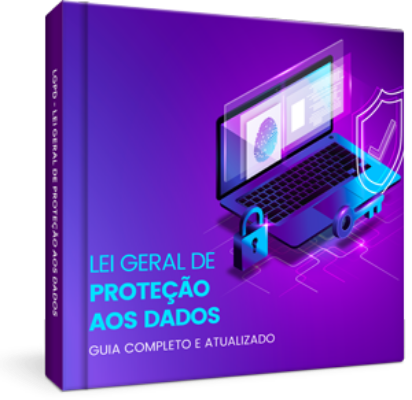 LGPD - LEI GERAL DE PROTEÇÃO AOS DADOS
LEI GERAL DE
PROTEÇÃO
AOS DADOS
GUIA COMPLETO E ATUALIZADO